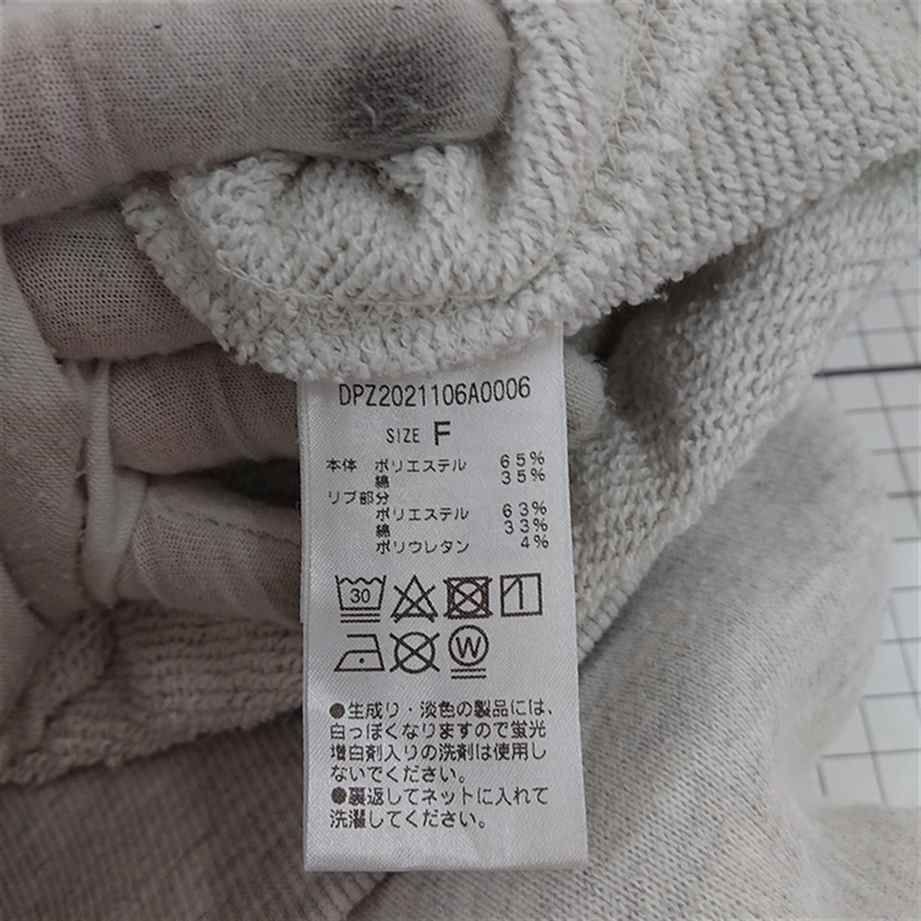 DPZ2021106A0006
SIZE F
本体 ポリエステル 65%
綿 35%
リブ部分
ポリエステル 63%
綿 33%
ポリウレタン 4%
30
W
●生成り・淡色の製品には、
白っぽくなりますので蛍光
増白剤入りの洗剤は使用し
ないでください。
●裏返してネットに入れて
洗濯してください。